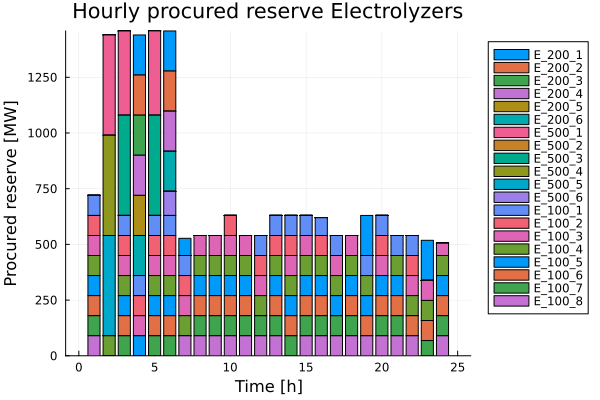 Hourly procured reserve Electrolyzers
Procured reserve [MW]
1250
1000
750
500
250
0
0 5 10 15 20 25
Time [h]
E_200_1
E_200_2
E_200_3
E_200_4
E_200_5
E_200_6
E_500_1
E_500_2
E_500_3
E_500_4
E_500_5
E_500_6
E_100_1
E_100_2
E_100_3
E_100_4
E_100_5
E_100_6
E_100_7
E_100_8